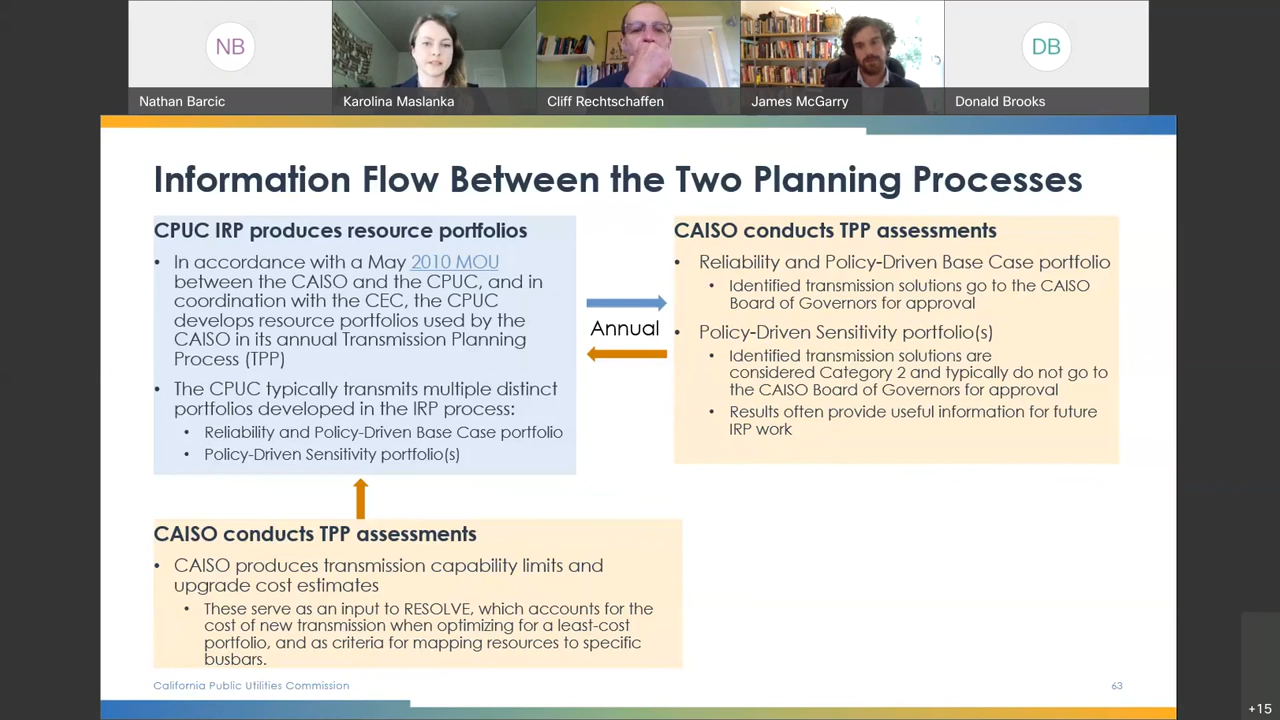 NB
DB
Nathan Barcic
Karolina Maslanka
Cliff Rechtschaffen
James McGarry
Donald Brooks
Information Flow Between the Two Planning Processes
CPUC IRP produces resource portfolios
• In accordance with a May 2010 MOU
between the CAISO and the CPUC, and in
coordination with the CEC, the CPUC
develops resource portfolios used by the
CAISO in its annual Transmission Planning
Process (TPP)
• The CPUC typically transmits multiple distinct
portfolios developed in the IRP process:
• Reliability and Policy-Driven Base Case portfolio
• Policy-Driven Sensitivity portfolio(s)
Annual
CAISO conducts TPP assessments
• Reliability and Policy-Driven Base Case portfolio
• Identified transmission solutions go to the CAISO
Board of Governors for approval
• Policy-Driven Sensitivity portfolio(s)
• Identified transmission solutions are
considered Category 2 and typically do not go to
the CAISO Board of Governors for approval
• Results often provide useful information for future
IRP work
CAISO conducts TPP assessments
• CAISO produces transmission capability limits and
upgrade cost estimates
• These serve as an input to RESOLVE, which accounts for the
cost of new transmission when optimizing for a least-cost
portfolio, and as criteria for mapping resources to specific
busbars.
California Public Utilities Commission
63
+15